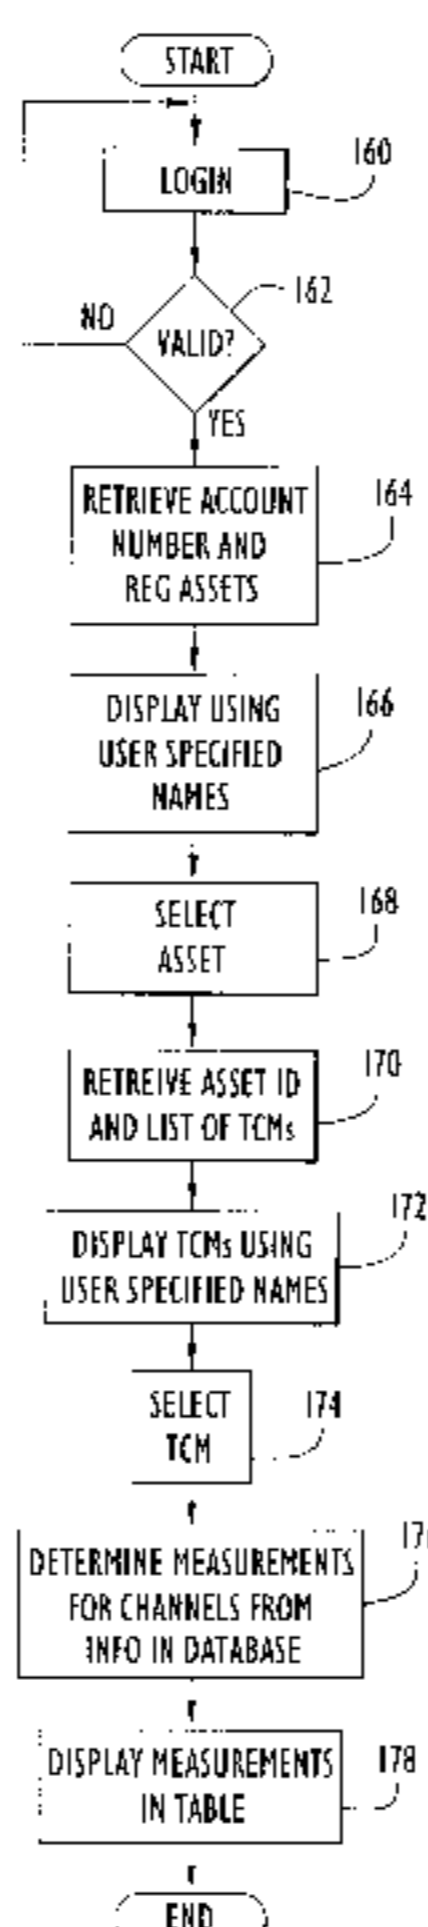 START
160
LOGIN
162
NO
VALID?
YES
164
RETRIEVE ACCOUNT
NUMBER AND
REG ASSETS
166
DISPLAY USING
USER SPECIFIED
NAMES
168
SELECT
ASSET
170
RETREIVE ASSET ID
AND LIST OF TCMs
172
DISPLAY TCMs USING
USER SPECIFIED NAMES
174
SELECT
TCM
DETERMINE MEASUREMENTS
FOR CHANNELS FROM
INFO IN DATABASE
178
DISPLAY MEASUREMENTS
IN TABLE
END